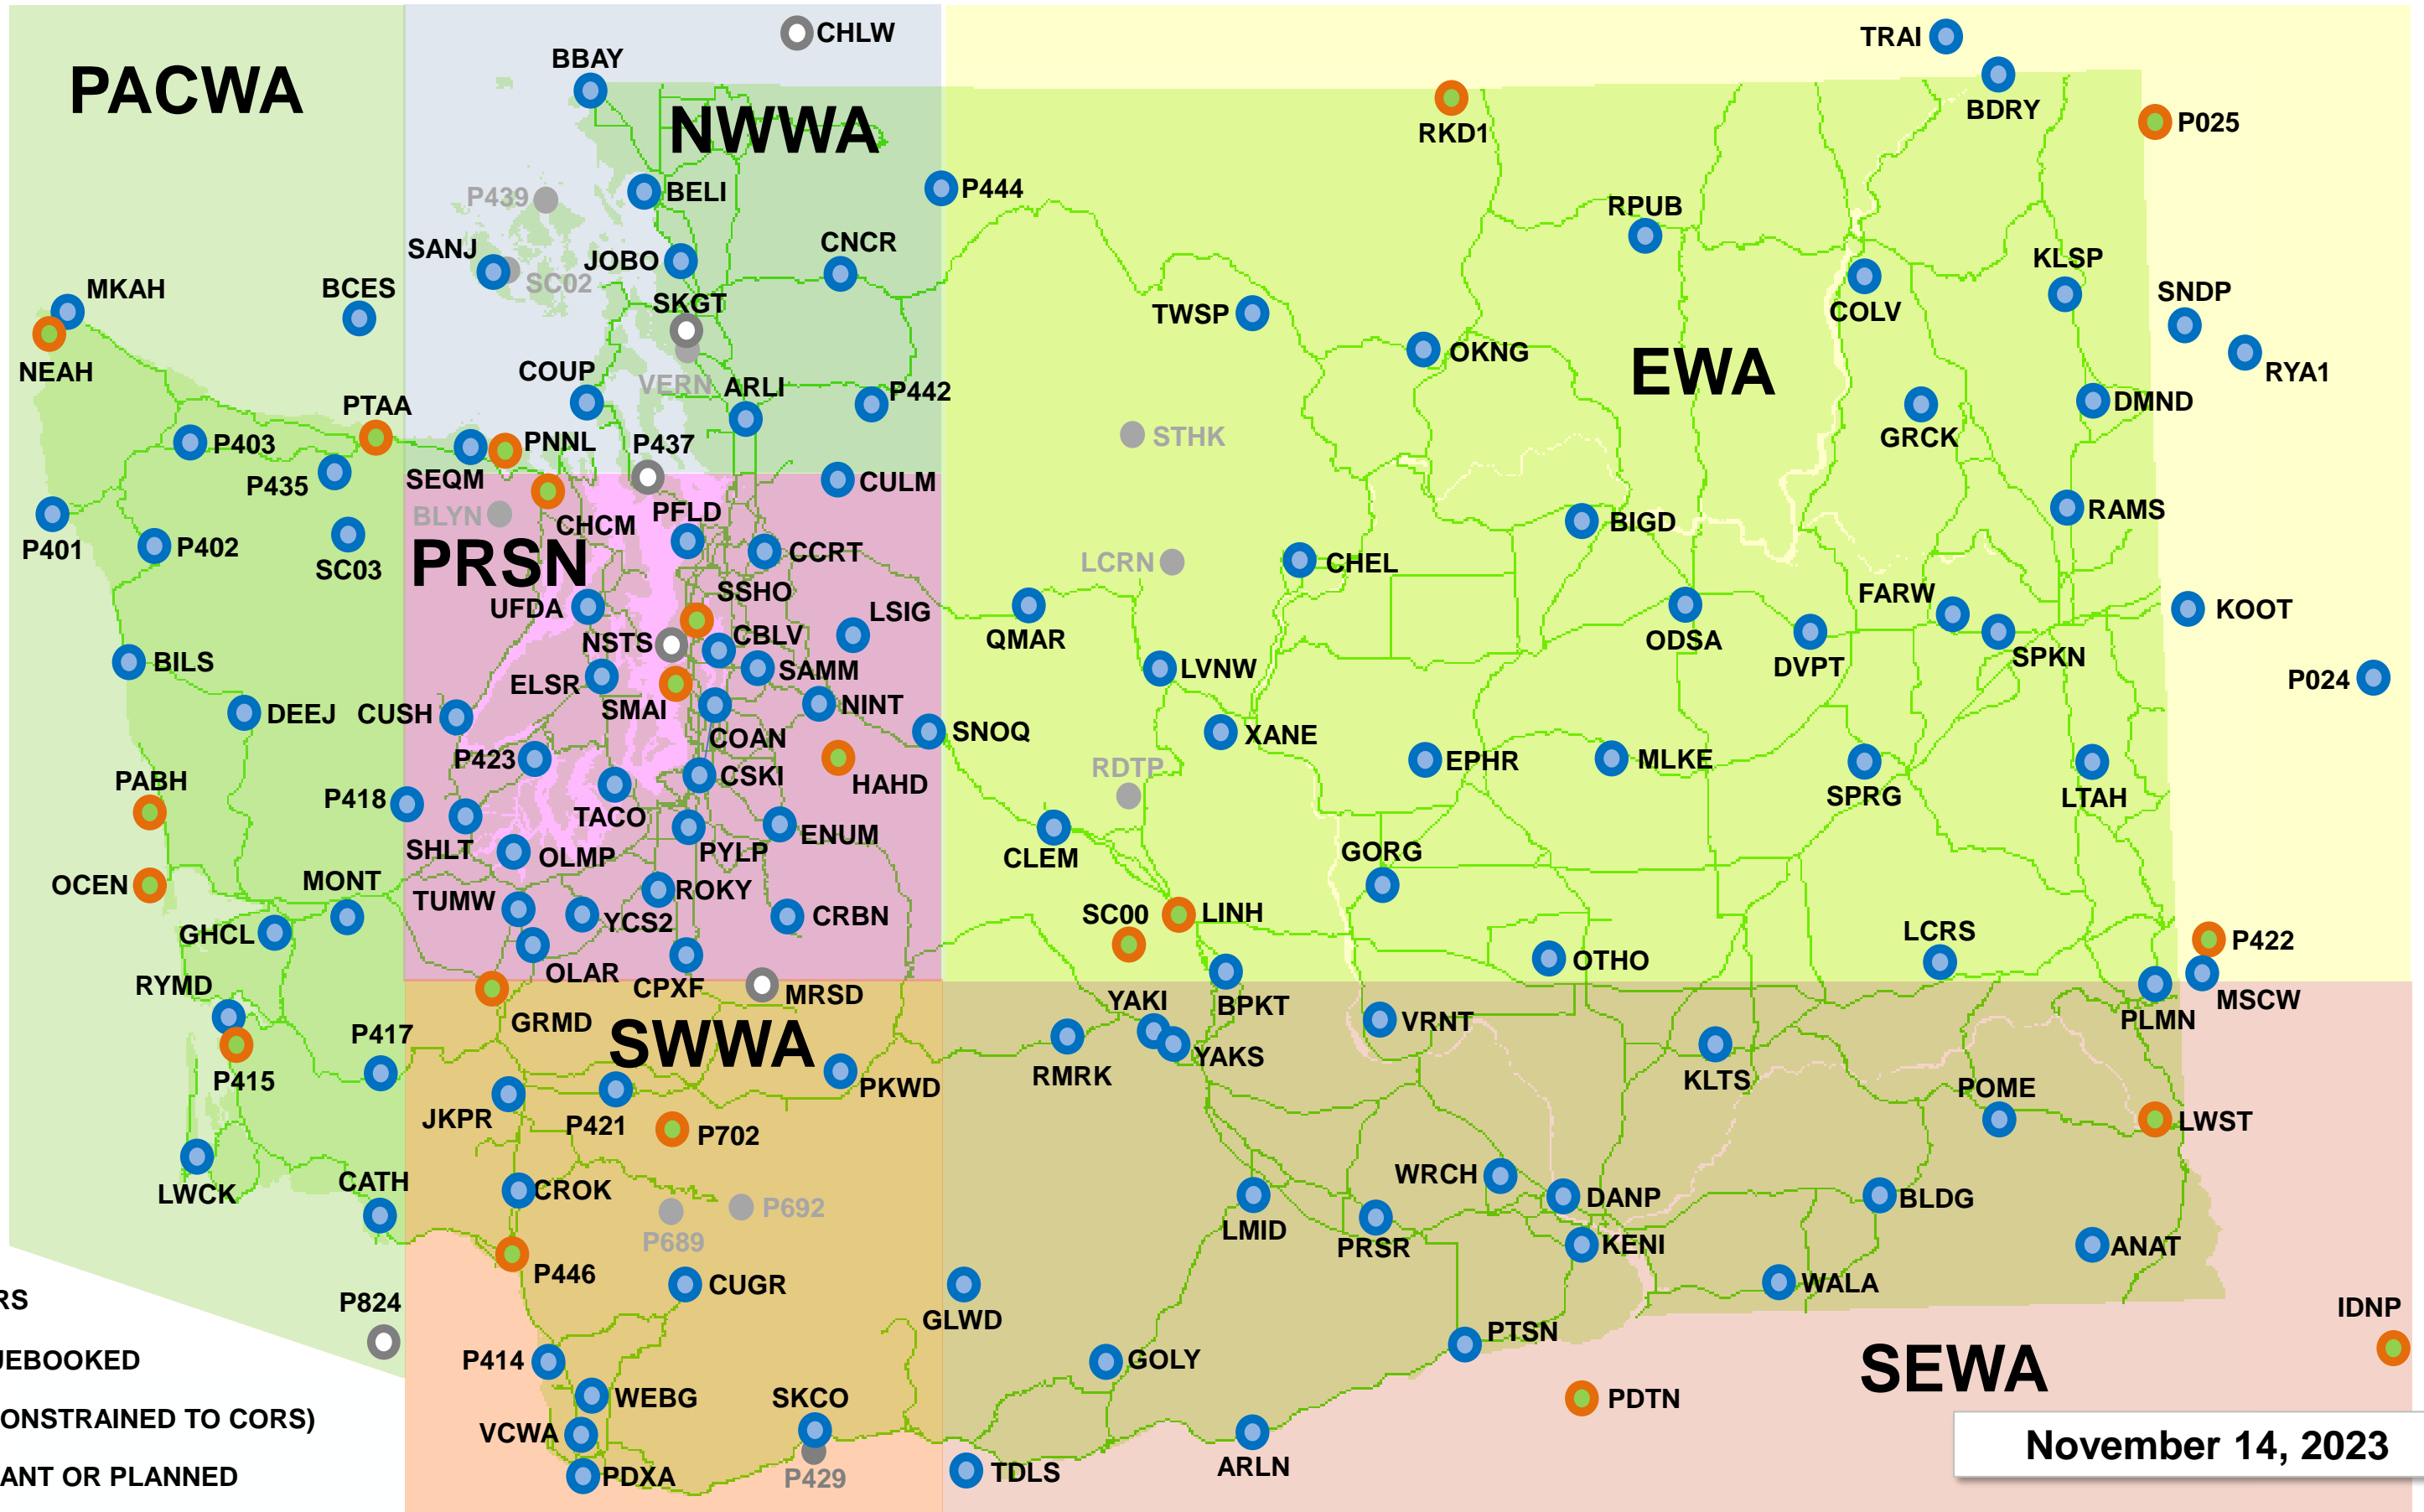 CHLW
TRAI
BBAY
PACWA
NWWA
BDRY
RKD1
P025
P439
BELI
P444
RPUB
SANJ
JOBO
CNCR
SC02
KLSP
MKAH
BCES
SKGT
TWSP
COLV
SNDP
NEAH
COUP
VERN
ARLI
P442
OKNG
EWA
RYA1
PTAA
DMND
P403
PNNL
P437
STHK
GRCK
P435
SEQM
CULM
BLYN
CHCM
PFLD
BIGD
RAMS
P401
P402
SC03
PRSN
CCRT
LCRN
CHEL
UFDA
SSHO
LSIG
FARW
KOOT
NSTS
CBLV
QMAR
ODSA
BILS
ELSR
SAMM
LVNW
DVPT
SPKN
P024
DEEJ
CUSH
SMAI
NINT
COAN
SNOQ
XANE
P423
CSKI
HAHD
RDTP
EPHR
MLKE
SPRG
LTAH
PABH
P418
TACO
ENUM
SHLT
OLMP
PYLP
CLEM
GORG
OCEN
MONT
TUMW
ROKY
YCS2
CRBN
SC00
LINH
GHCL
LCRS
P422
OLAR
OTHO
RYMD
CPXF
MRSD
YAKI
BPKT
MSCW
GRMD
SWWA
VRNT
PLMN
P417
YAKS
P415
PKWD
RMRK
KLTS
JKPR
P421
P702
POME
LWST
LWCK
CATH
CROK
P692
WRCH
DANP
BLDG
P689
LMID
PRSR
KENI
ANAT
P446
CUGR
WALA
RS
P824
GLWD
IDNP
PTSN
JEBOOKED
P414
GOLY
SEWA
WEBG
SKCO
PDTN
ONSTRAINED TO CORS)
VCWA
November 14, 2023
ANT OR PLANNED
PDXA
P429
TDLS
ARLN